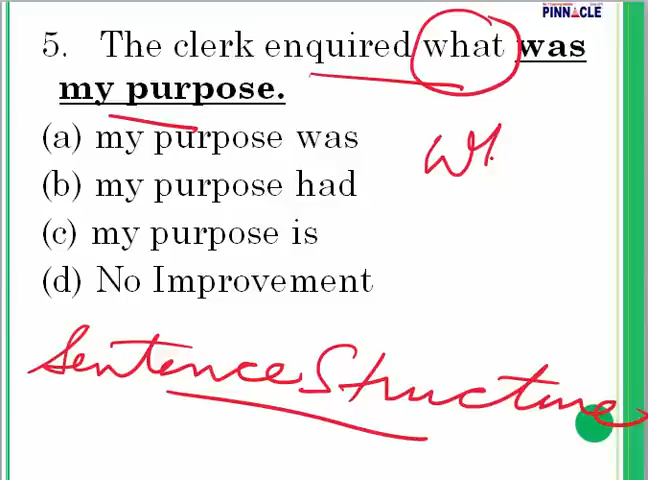 PINNACLE
5. The clerk enquired what was
my purpose.
(a) my purpose was
(b) my purpose had
(c) my purpose is
(d) No Improvement
Sentence Structure